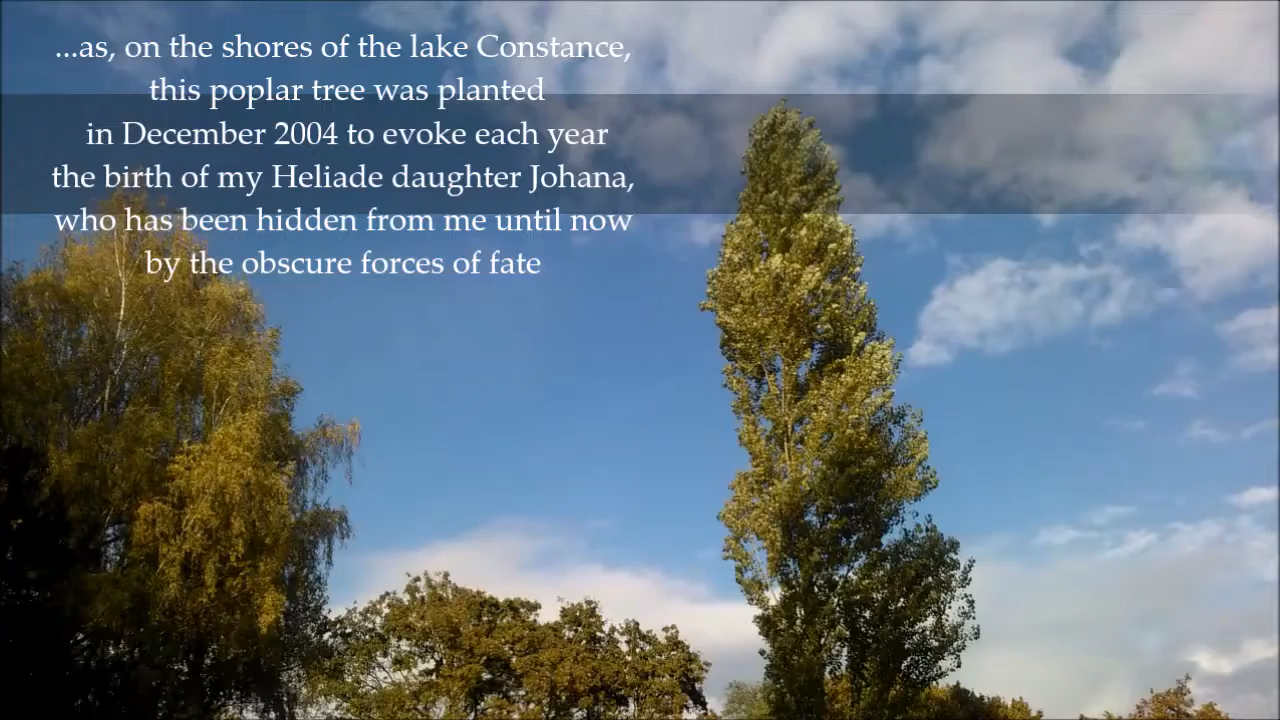 ...as, on the shores of the lake Constance,
this poplar tree was planted
in December 2004 to evoke each year
the birth of my Heliade daughter Johana,
who has been hidden from me until now
by the obscure forces of fate